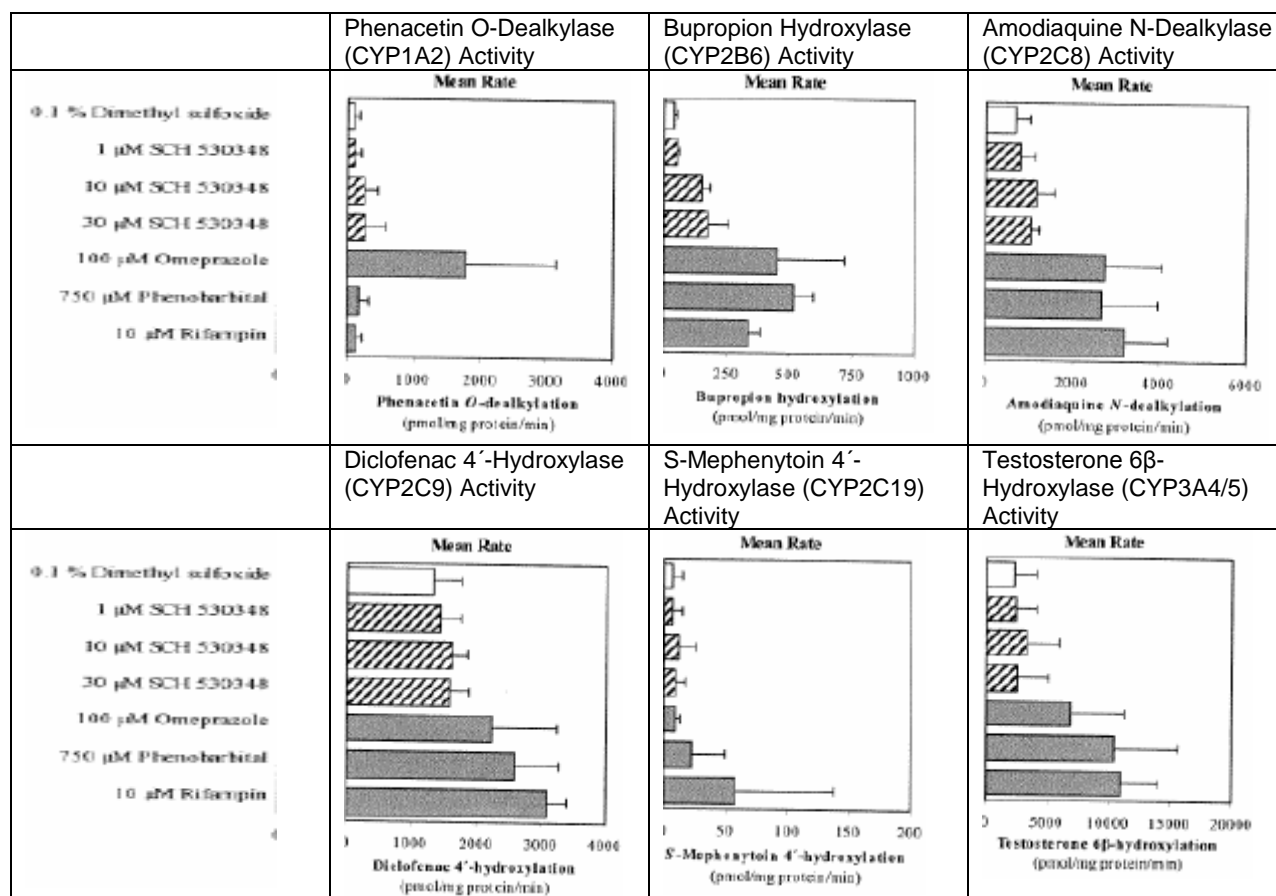 Phenacetin O-Dealkylase
(CYP1A2) Activity
Bupropion Hydroxylase
(CYP2B6) Activity
Amodiaquine N-Dealkylase
(CYP2C8) Activity
0.1 % Dimethyl sulfoxide
1 µM SCH 530348
10 µM SCH 530348
30 µM SCH 530348
100 µM Omeprazole
750 µM Phenobarbital
10 µM Rifampin
Mean Rate
0 1000 2000 3000 4000
Phenacetin O-dealkylation
(pmol/mg protein/min)
Mean Rate
0 250 500 750 1000
Bupropion hydroxylation
(pmol/mg protein/min)
Mean Rate
0 2000 4000 6000
Amodiaquine N-dealkylation
(pmol/mg protein/min)
Diclofenac 4´-Hydroxylase
(CYP2C9) Activity
S-Mephenytoin 4´-
Hydroxylase (CYP2C19)
Activity
Testosterone 6β-
Hydroxylase (CYP3A4/5)
Activity
0.1 % Dimethyl sulfoxide
1 µM SCH 530348
10 µM SCH 530348
30 µM SCH 530348
100 µM Omeprazole
750 µM Phenobarbital
10 µM Rifampin
Mean Rate
0 1000 2000 3000 4000
Diclofenac 4´-hydroxylation
(pmol/mg protein/min)
Mean Rate
0 50 100 150 200
S-Mephenytoin 4´-hydroxylation
(pmol/mg protein/min)
Mean Rate
0 5000 10000 15000 20000
Testosterone 6β-hydroxylation
(pmol/mg protein/min)